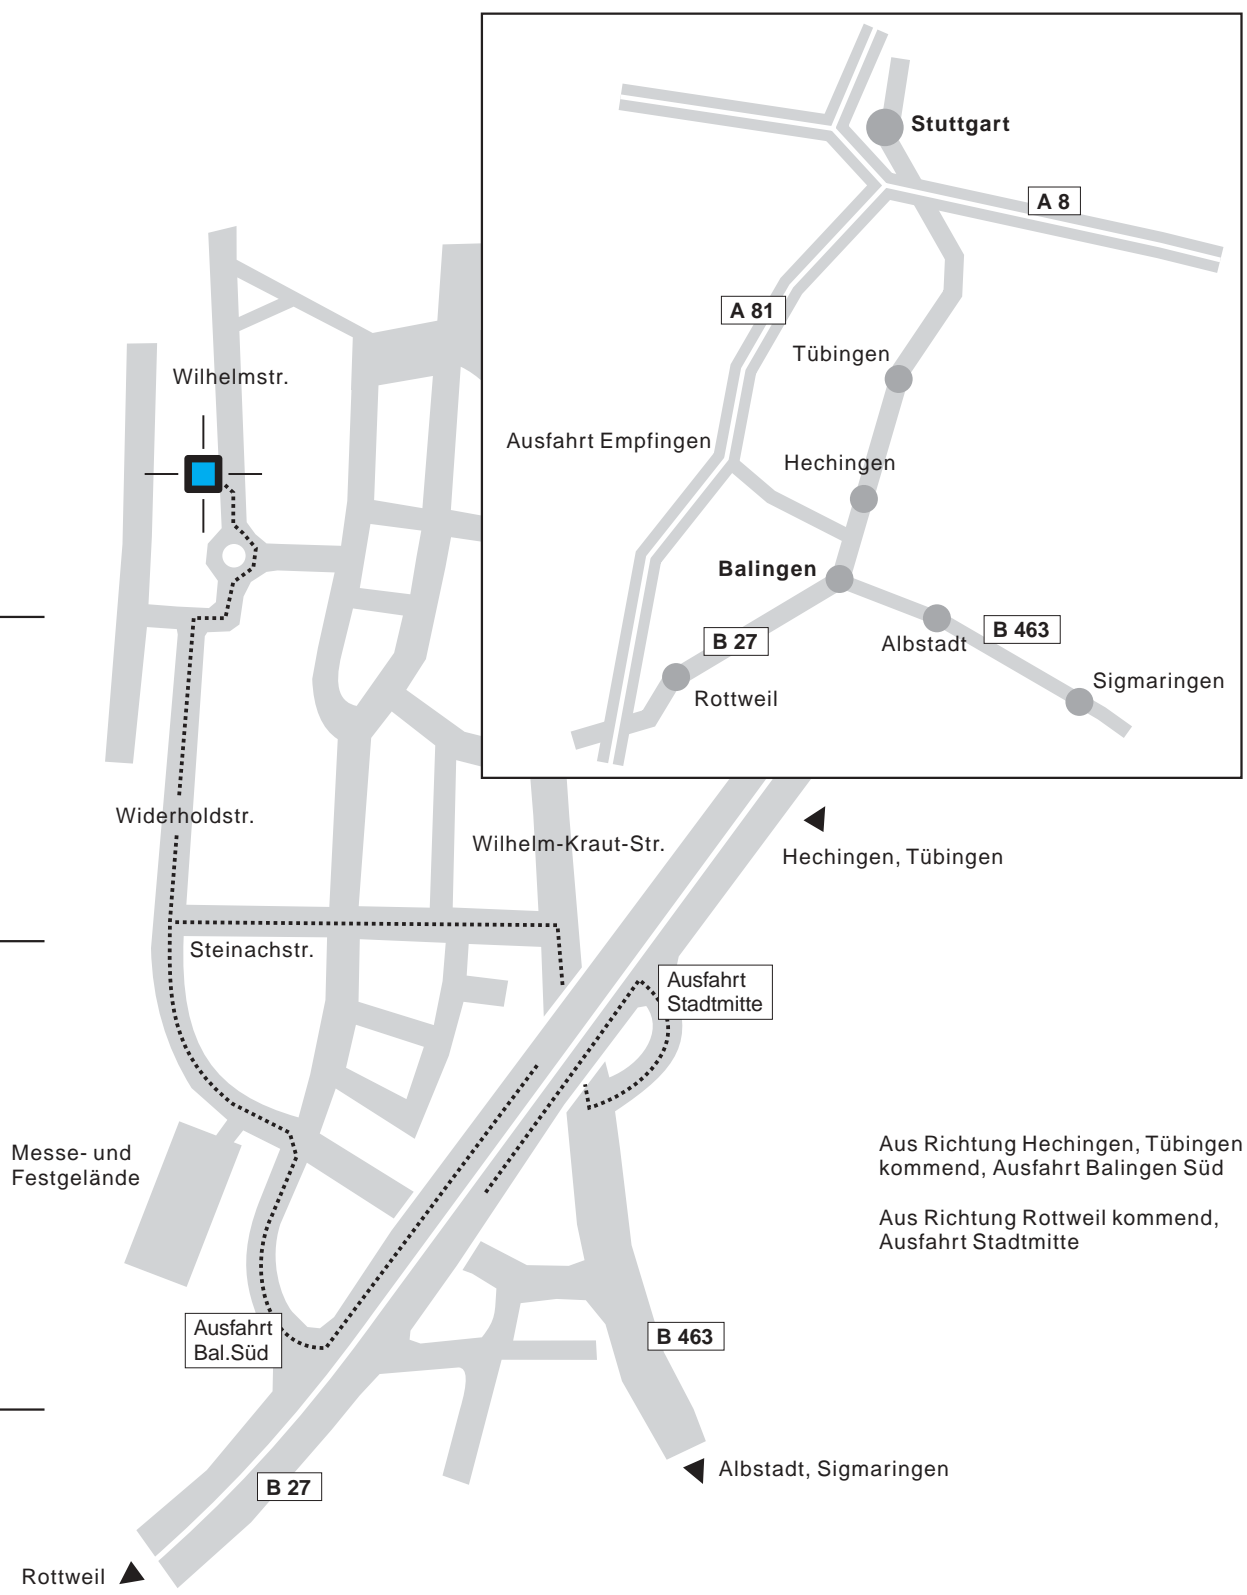 Stuttgart
A 8
A 81
Tübingen
Ausfahrt Empfingen
Hechingen
Balingen
B 27
B 463
Albstadt
Rottweil
Sigmaringen
Wilhelmstr.
Widerholdstr.
Wilhelm-Kraut-Str.
Hechingen, Tübingen
Steinachstr.
Ausfahrt
Stadtmitte
Messe- und
Festgelände
Aus Richtung Hechingen, Tübingen
kommend, Ausfahrt Balingen Süd
Aus Richtung Rottweil kommend,
Ausfahrt Stadtmitte
Ausfahrt
Bal.Süd
B 463
Albstadt, Sigmaringen
B 27
Rottweil